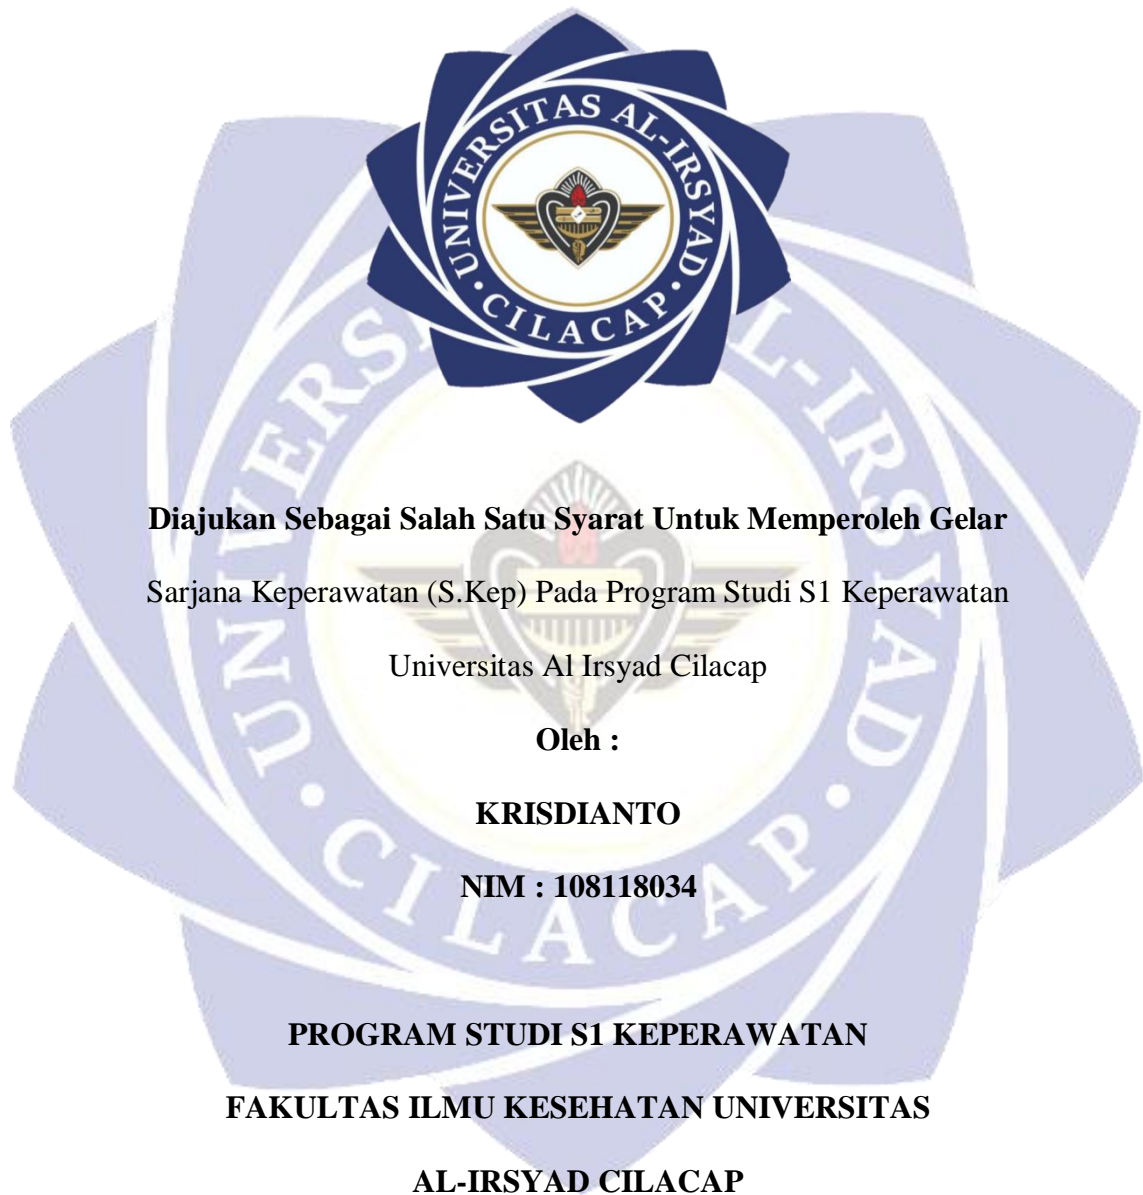 UNIVERSITAS AL-IRSYAD
• CILACAP •
Diajukan Sebagai Salah Satu Syarat Untuk Memperoleh Gelar
Sarjana Keperawatan (S.Kep) Pada Program Studi S1 Keperawatan
Universitas Al Irsyad Cilacap
Oleh :
KRISDIANTO
NIM : 108118034
PROGRAM STUDI S1 KEPERAWATAN
FAKULTAS ILMU KESEHATAN UNIVERSITAS
AL-IRSYAD CILACAP